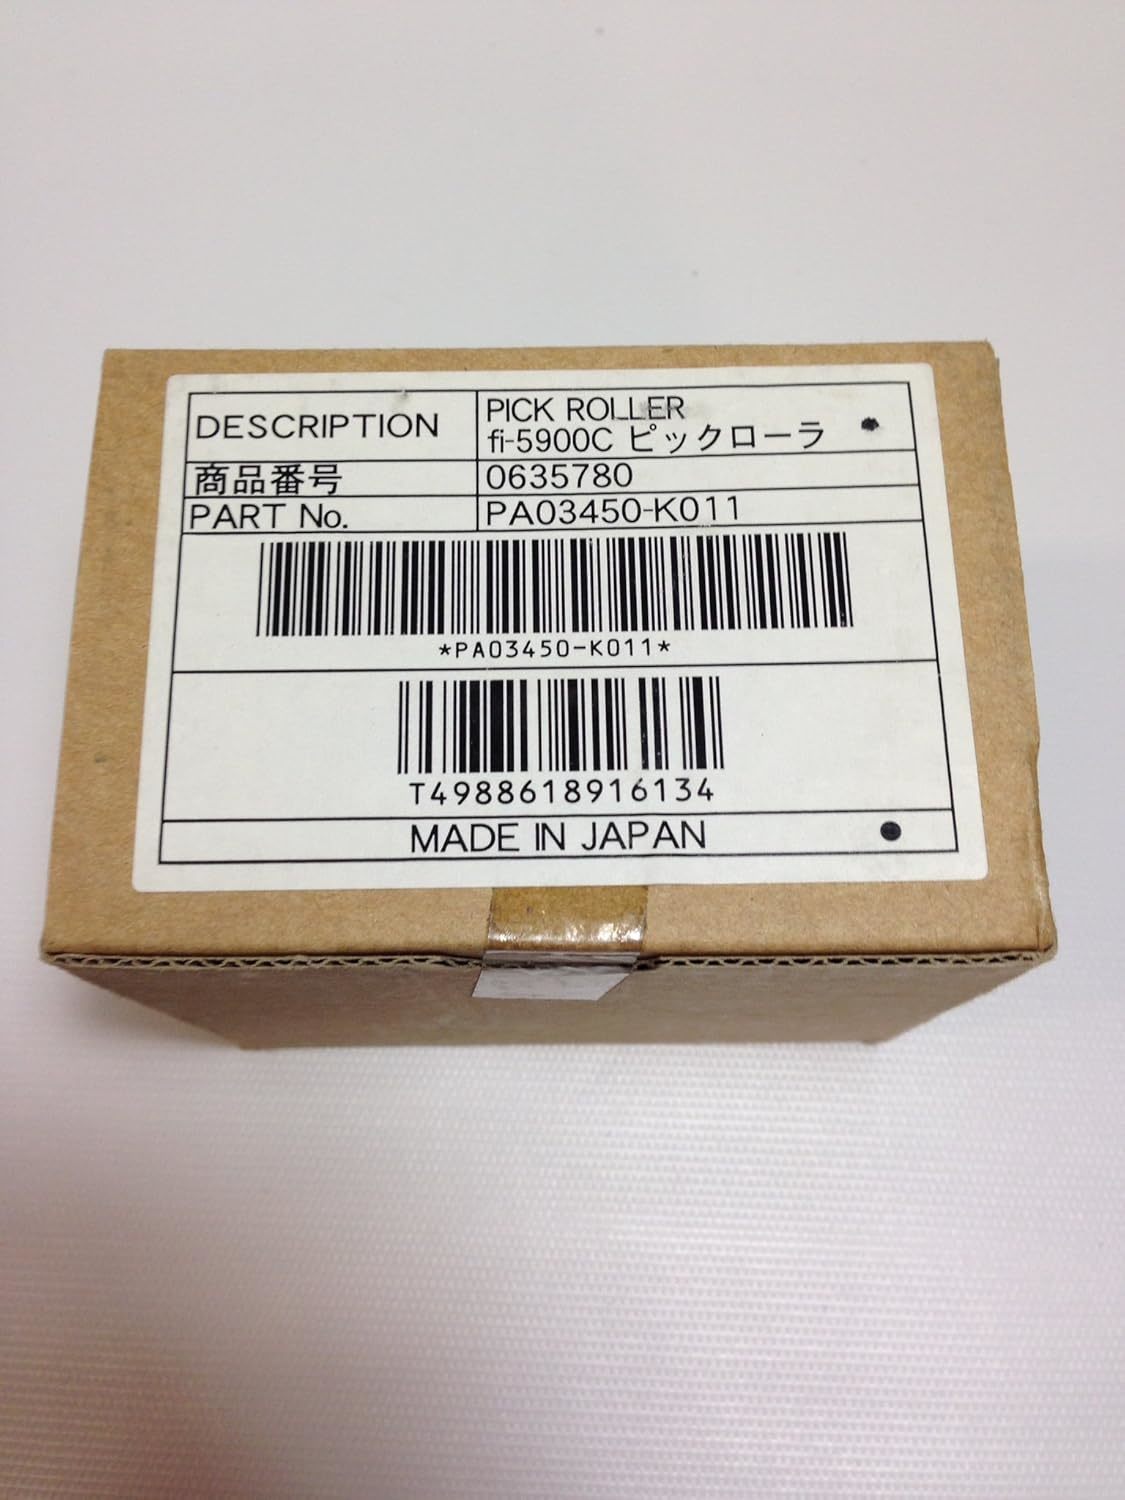 DESCRIPTION
PICK ROLLER
fi-5900C ピックローラ
商品番号 0635780
PART No. PA03450-K011
*PA03450-K011*
T4988618916134
MADE IN JAPAN